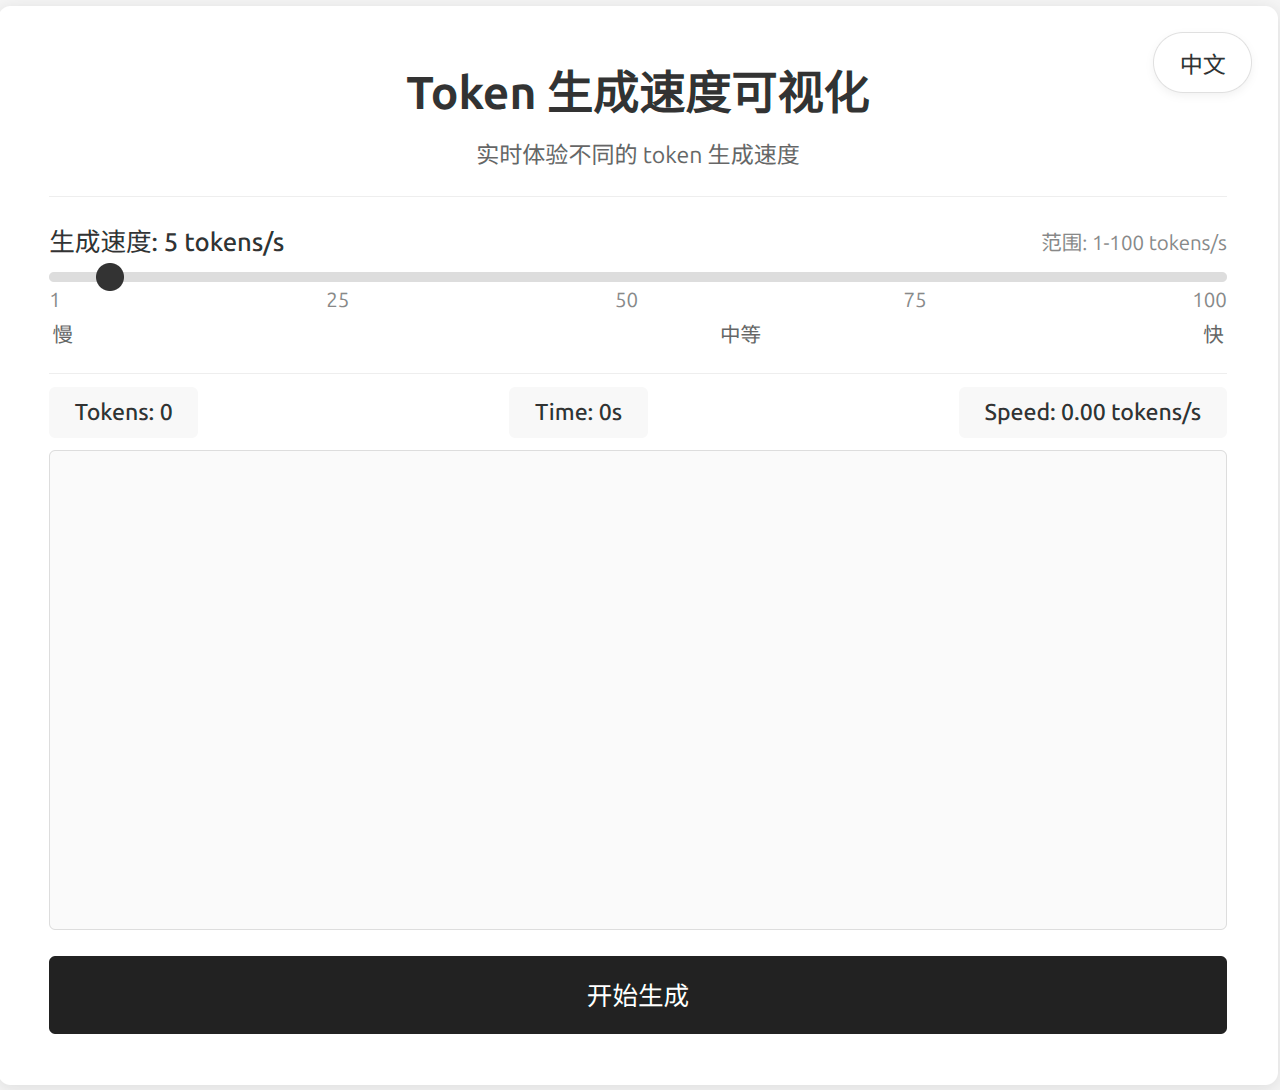 中文
Token 生成速度可视化
实时体验不同的 token 生成速度
生成速度: 5 tokens/s 范围: 1-100 tokens/s
1 25 50 75 100
慢 中等 快
Tokens: 0 Time: 0s Speed: 0.00 tokens/s
开始生成